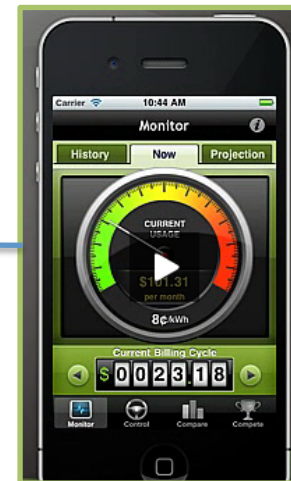 Carrier 10:44 AM
Monitor
History Now Projection
CURRENT
USAGE
$101.31
per month
8¢/kWh
Current Billing Cycle
$0023.18
Monitor Control Compare Compete